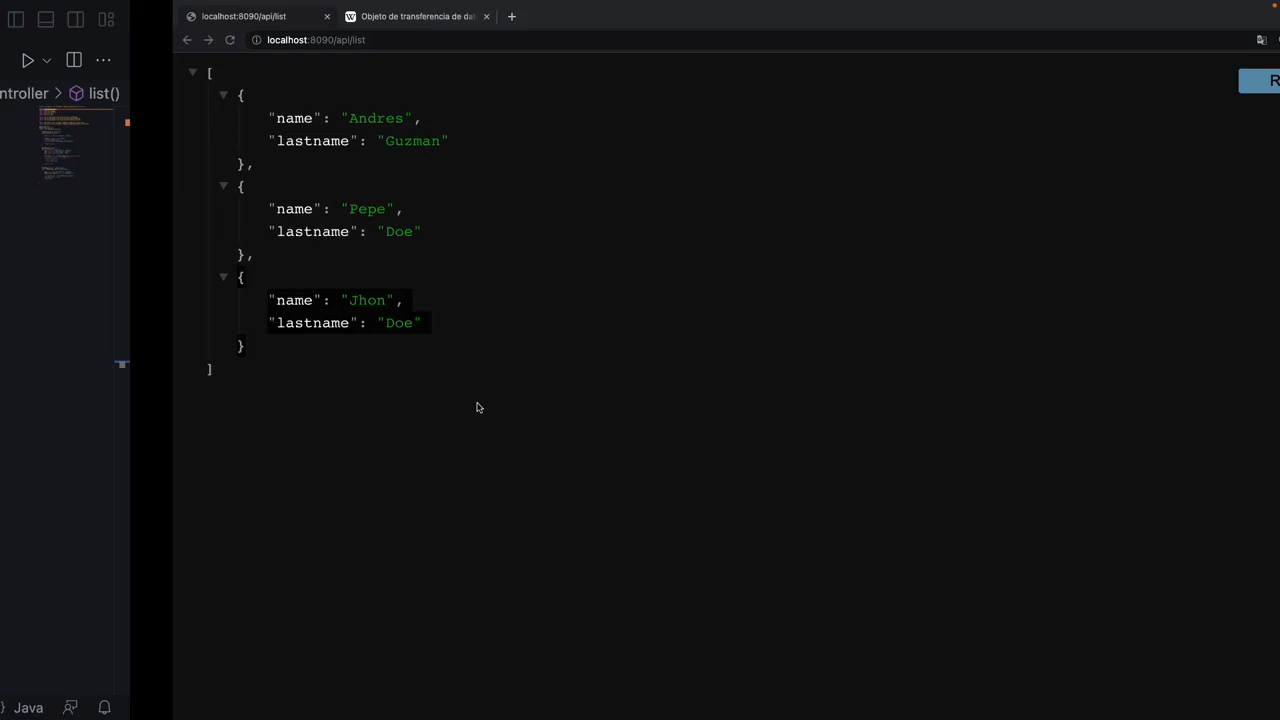 localhost:8090/api/list
Objeto de transferencia de dat
localhost:8090/api/list
ntroller > list()
[
{
"name": "Andres",
"lastname": "Guzman"
},
{
"name": "Pepe",
"lastname": "Doe"
},
{
"name": "Jhon",
"lastname": "Doe"
}
]
R
} Java